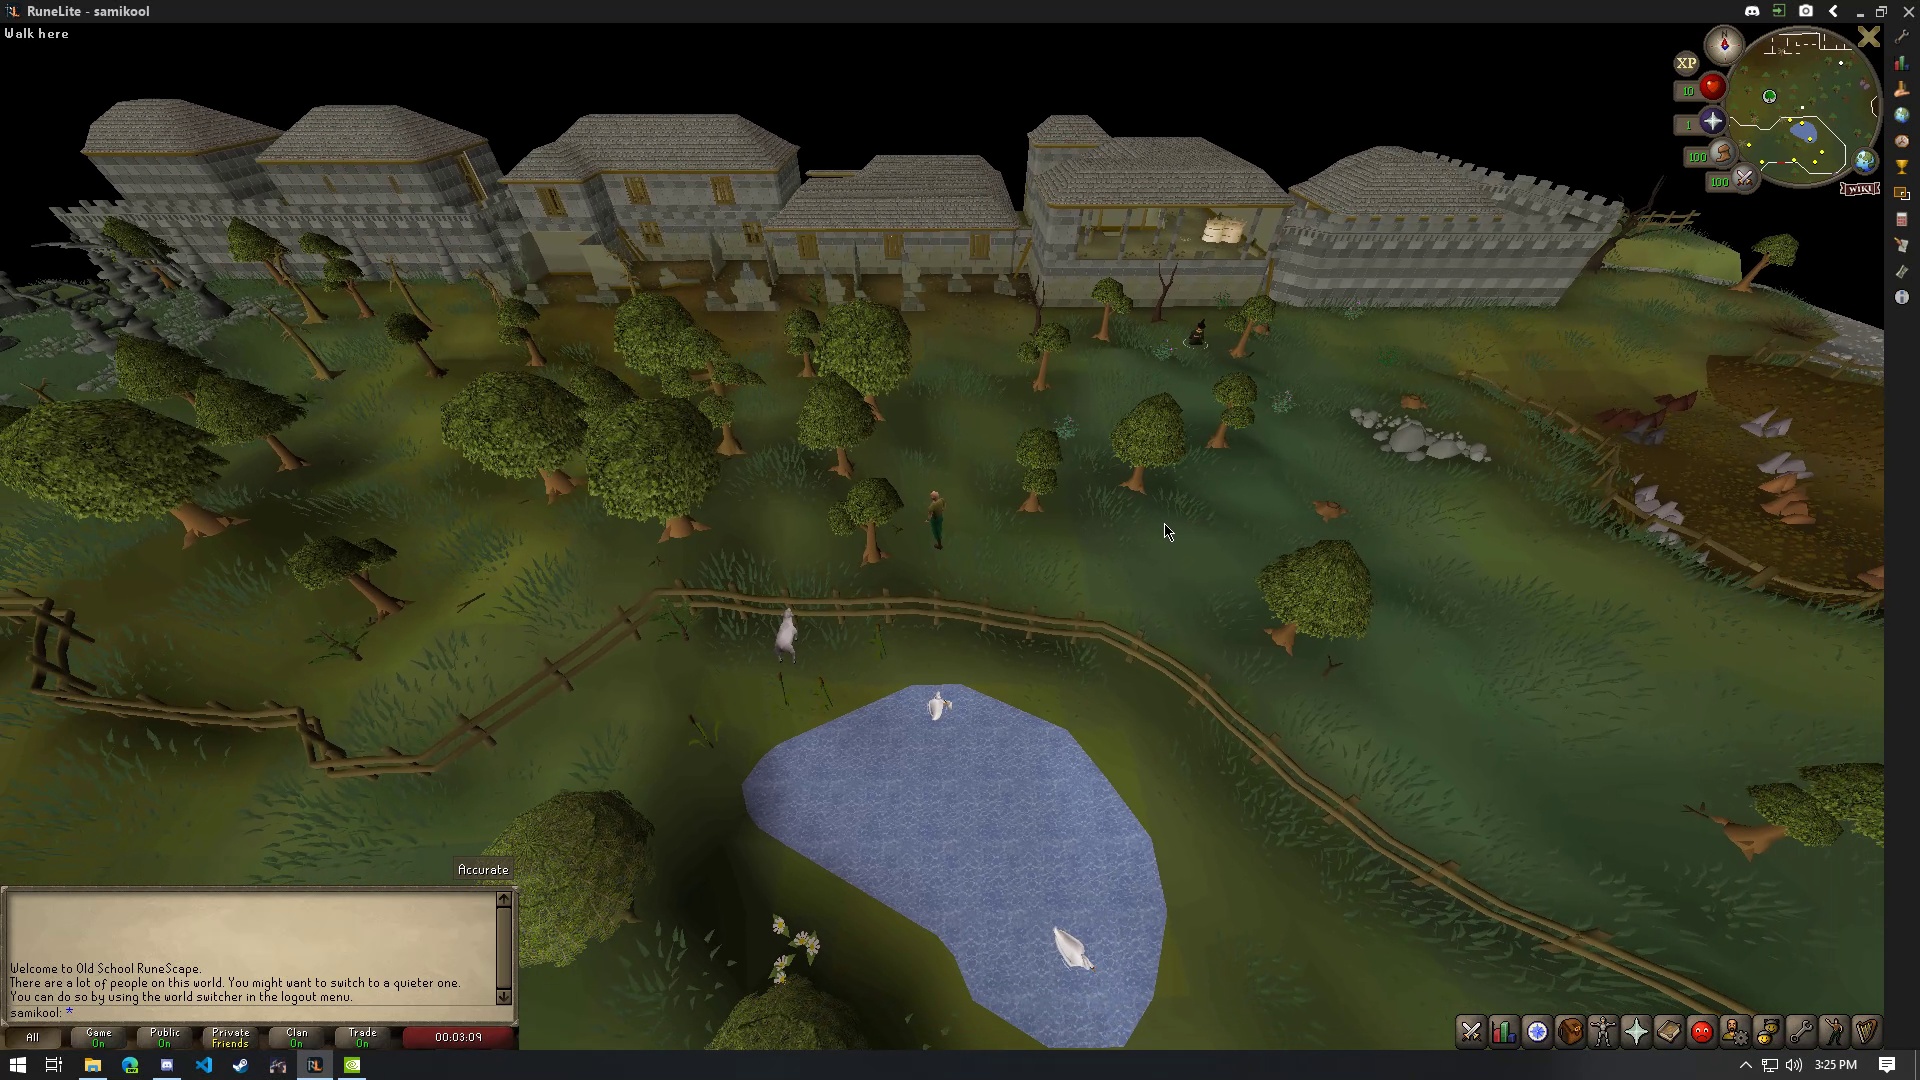 RuneLite - samikool
Walk here
N
XP
10
1
100
100
WIKI
Accurate
Welcome to Old School RuneScape.
There are a lot of people on this world. You might want to switch to a quieter one.
You can do so by using the world switcher in the logout menu.
samikool: *
All
Game
On
Public
On
Private
Friends
Clan
On
Trade
On
00:03:09
3:25 PM